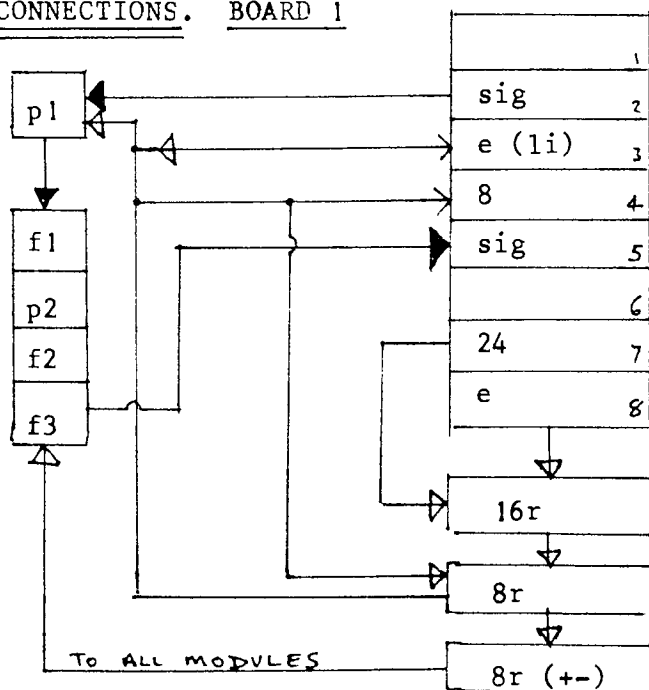 CONNECTIONS. BOARD 1
1
p1
sig 2
e (1i) 3
8 4
f1
sig 5
p2
6
f2
24 7
f3
e 8
16r
8r
TO ALL MODULES
8r (+-)